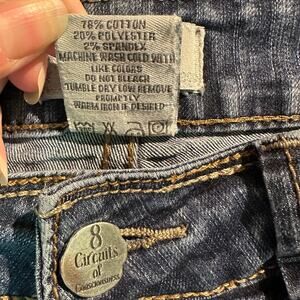 78% COTTON
20% POLYESTER
2% SPANDEX
MACHINE WASH COLD WITH
LIKE COLORS
DO NOT BLEACH
TUMBLE DRY LOW REMOVE
PROMPTLY
WARM IRON IF DESIRED
8
Circuits
of
Consciousness